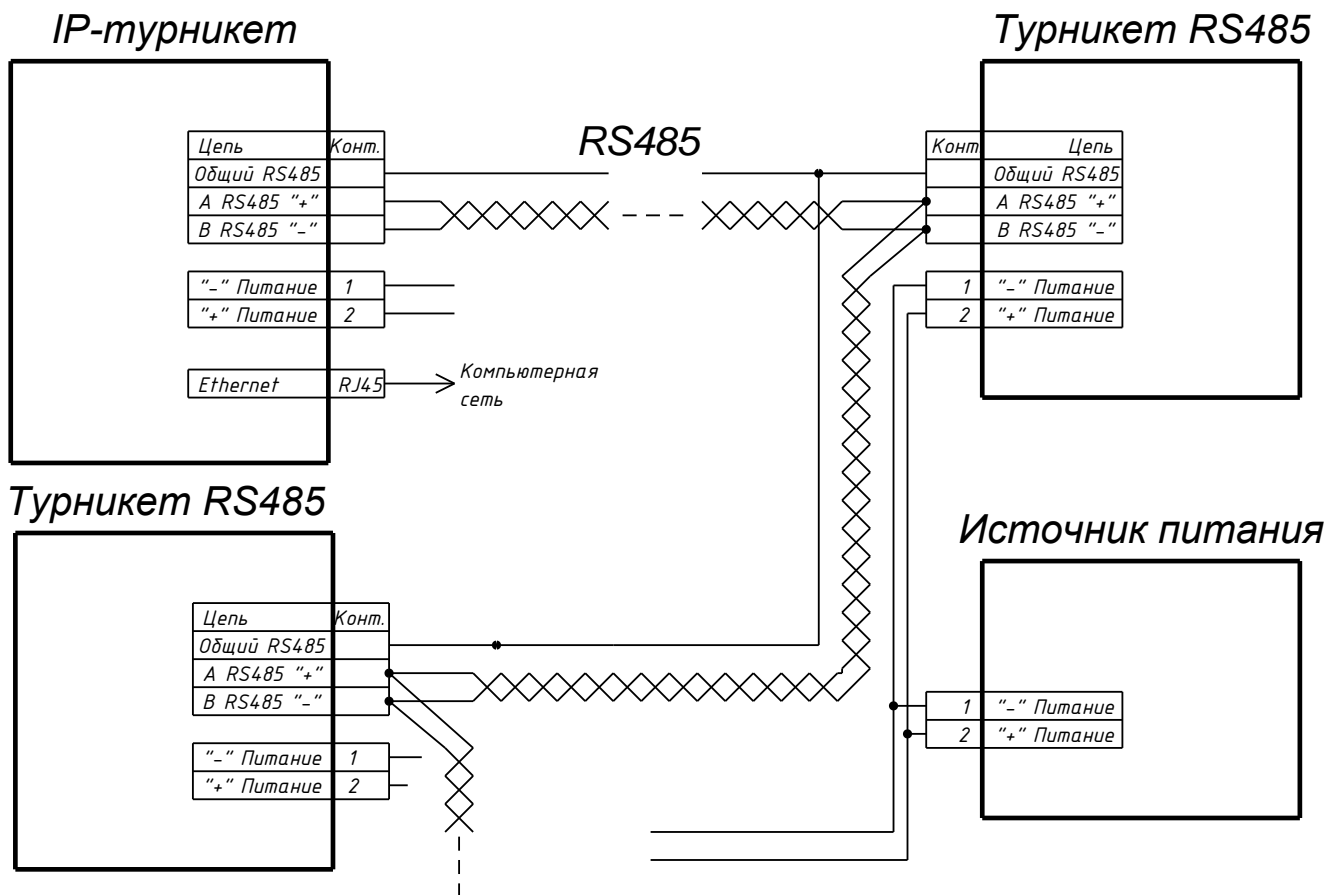 IP-турникет
Турникет RS485
RS485
Цепь Конт.
Общий RS485
A RS485 "+"
B RS485 "-"
"-" Питание 1
"+" Питание 2
Ethernet RJ45
Компьютерная
сеть
Конт Цепь
Общий RS485
A RS485 "+"
B RS485 "-"
1 "-" Питание
2 "+" Питание
Турникет RS485
Цепь Конт.
Общий RS485
A RS485 "+"
B RS485 "-"
"-" Питание 1
"+" Питание 2
Источник питания
1 "-" Питание
2 "+" Питание